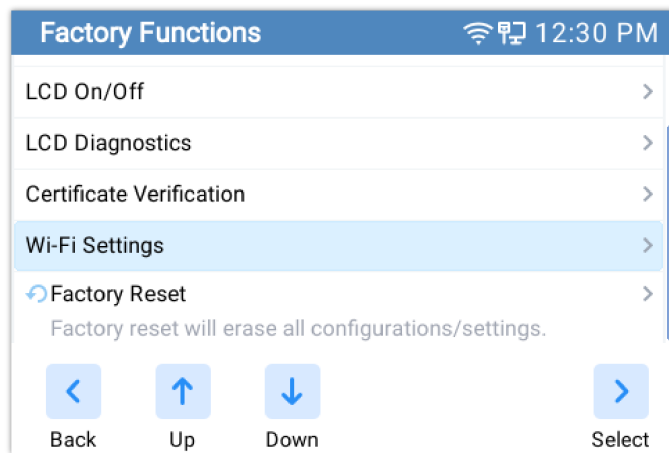 Factory Functions 12:30 PM
LCD On/Off
LCD Diagnostics
Certificate Verification
Wi-Fi Settings
Factory Reset
Factory reset will erase all configurations/settings.
Back Up Down Select